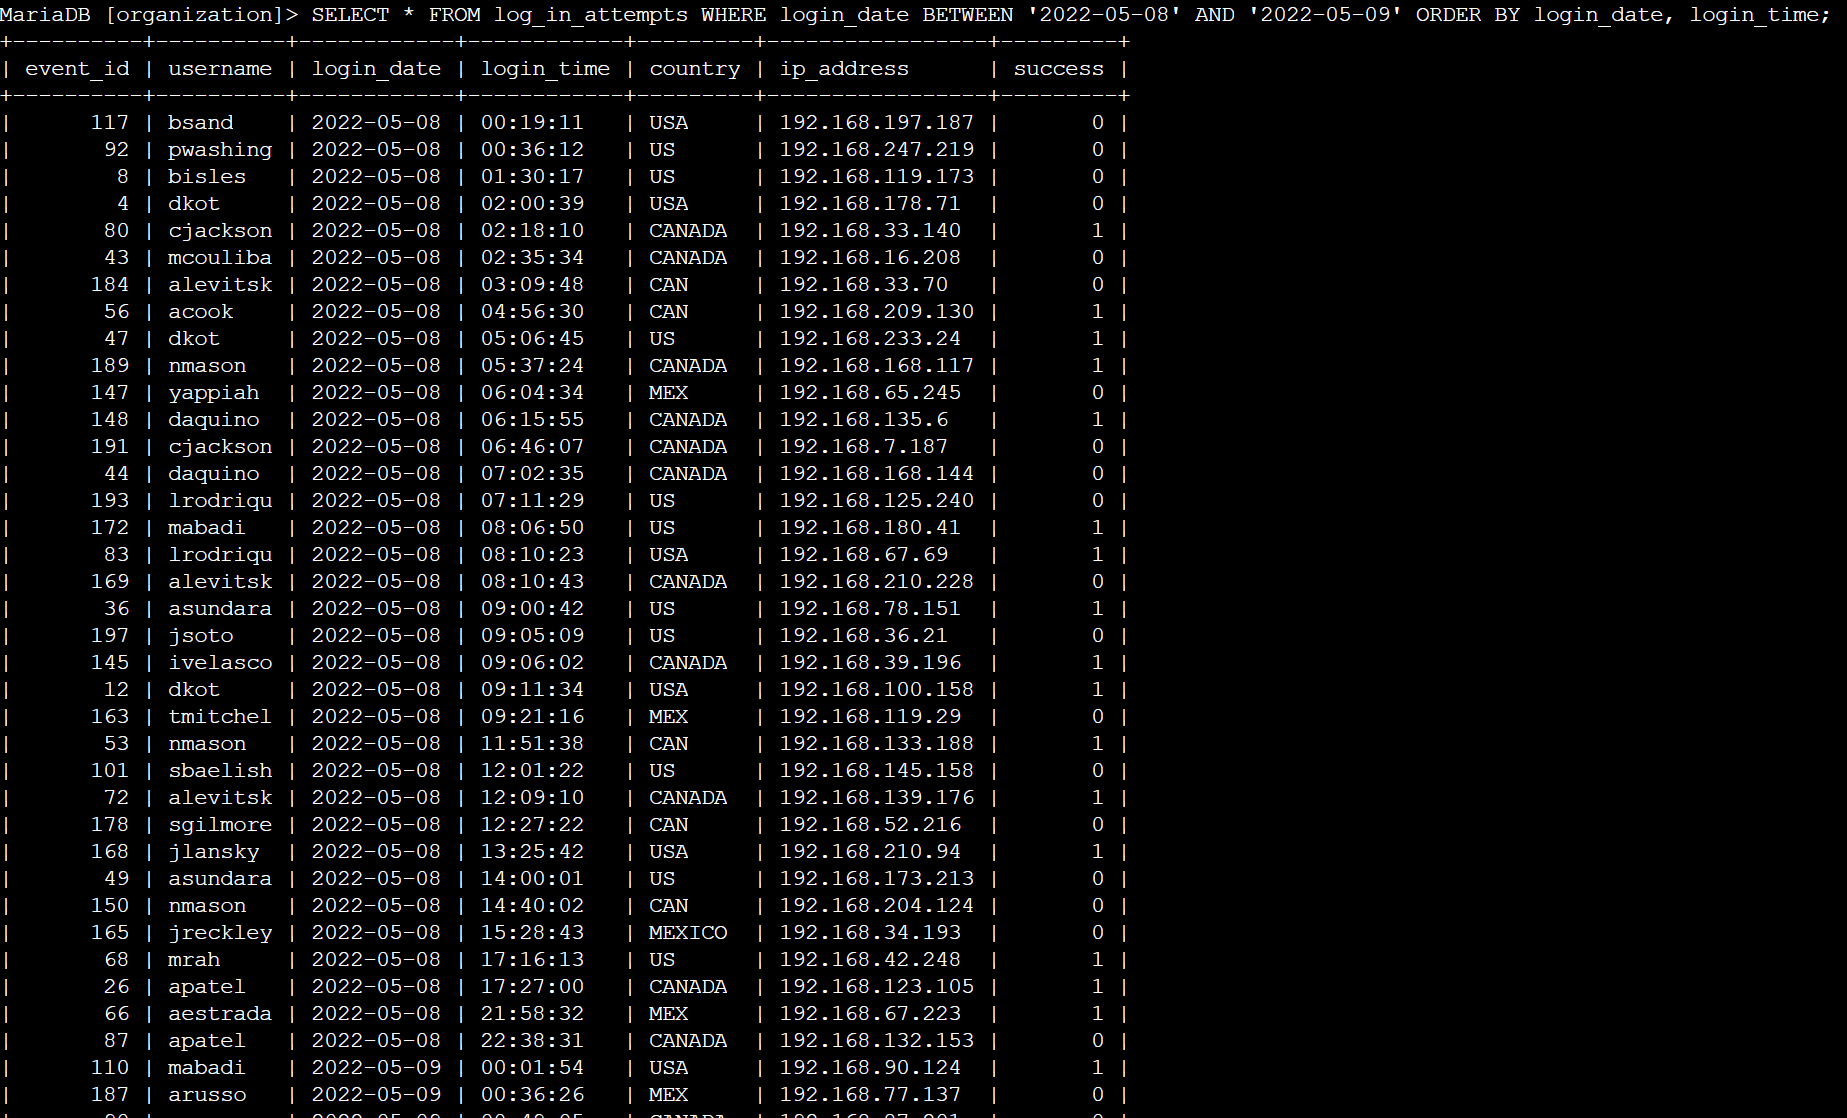 MariaDB [organization]> SELECT * FROM log_in_attempts WHERE login_date BETWEEN '2022-05-08' AND '2022-05-09' ORDER BY login_date, login_time;
+----------+----------+------------+------------+---------+-----------------+---------+
| event_id | username | login_date | login_time | country | ip_address      | success |
+----------+----------+------------+------------+---------+-----------------+---------+
|      117 | bsand    | 2022-05-08 | 00:19:11   | USA     | 192.168.197.187 |       0 |
|       92 | pwashing | 2022-05-08 | 00:36:12   | US      | 192.168.247.219 |       0 |
|        8 | bisles   | 2022-05-08 | 01:30:17   | US      | 192.168.119.173 |       0 |
|        4 | dkot     | 2022-05-08 | 02:00:39   | USA     | 192.168.178.71  |       0 |
|       80 | cjackson | 2022-05-08 | 02:18:10   | CANADA  | 192.168.33.140  |       1 |
|       43 | mcouliba | 2022-05-08 | 02:35:34   | CANADA  | 192.168.16.208  |       0 |
|      184 | alevitsk | 2022-05-08 | 03:09:48   | CAN     | 192.168.33.70   |       0 |
|       56 | acook    | 2022-05-08 | 04:56:30   | CAN     | 192.168.209.130 |       1 |
|       47 | dkot     | 2022-05-08 | 05:06:45   | US      | 192.168.233.24  |       1 |
|      189 | nmason   | 2022-05-08 | 05:37:24   | CANADA  | 192.168.168.117 |       1 |
|      147 | yappiah  | 2022-05-08 | 06:04:34   | MEX     | 192.168.65.245  |       0 |
|      148 | daquino  | 2022-05-08 | 06:15:55   | CANADA  | 192.168.135.6   |       1 |
|      191 | cjackson | 2022-05-08 | 06:46:07   | CANADA  | 192.168.7.187   |       0 |
|       44 | daquino  | 2022-05-08 | 07:02:35   | CANADA  | 192.168.168.144 |       0 |
|      193 | lrodriqu | 2022-05-08 | 07:11:29   | US      | 192.168.125.240 |       0 |
|      172 | mabadi   | 2022-05-08 | 08:06:50   | US      | 192.168.180.41  |       1 |
|       83 | lrodriqu | 2022-05-08 | 08:10:23   | USA     | 192.168.67.69   |       1 |
|      169 | alevitsk | 2022-05-08 | 08:10:43   | CANADA  | 192.168.210.228 |       0 |
|       36 | asundara | 2022-05-08 | 09:00:42   | US      | 192.168.78.151  |       1 |
|      197 | jsoto    | 2022-05-08 | 09:05:09   | US      | 192.168.36.21   |       0 |
|      145 | ivelasco | 2022-05-08 | 09:06:02   | CANADA  | 192.168.39.196  |       1 |
|       12 | dkot     | 2022-05-08 | 09:11:34   | USA     | 192.168.100.158 |       1 |
|      163 | tmitchel | 2022-05-08 | 09:21:16   | MEX     | 192.168.119.29  |       0 |
|       53 | nmason   | 2022-05-08 | 11:51:38   | CAN     | 192.168.133.188 |       1 |
|      101 | sbaelish | 2022-05-08 | 12:01:22   | US      | 192.168.145.158 |       0 |
|       72 | alevitsk | 2022-05-08 | 12:09:10   | CANADA  | 192.168.139.176 |       1 |
|      178 | sgilmore | 2022-05-08 | 12:27:22   | CAN     | 192.168.52.216  |       0 |
|      168 | jlansky  | 2022-05-08 | 13:25:42   | USA     | 192.168.210.94  |       1 |
|       49 | asundara | 2022-05-08 | 14:00:01   | US      | 192.168.173.213 |       0 |
|      150 | nmason   | 2022-05-08 | 14:40:02   | CAN     | 192.168.204.124 |       0 |
|      165 | jreckley | 2022-05-08 | 15:28:43   | MEXICO  | 192.168.34.193  |       0 |
|       68 | mrah     | 2022-05-08 | 17:16:13   | US      | 192.168.42.248  |       1 |
|       26 | apatel   | 2022-05-08 | 17:27:00   | CANADA  | 192.168.123.105 |       1 |
|       66 | aestrada | 2022-05-08 | 21:58:32   | MEX     | 192.168.67.223  |       1 |
|       87 | apatel   | 2022-05-08 | 22:38:31   | CANADA  | 192.168.132.153 |       0 |
|      110 | mabadi   | 2022-05-09 | 00:01:54   | USA     | 192.168.90.124  |       1 |
|      187 | arusso   | 2022-05-09 | 00:36:26   | MEX     | 192.168.77.137  |       0 |